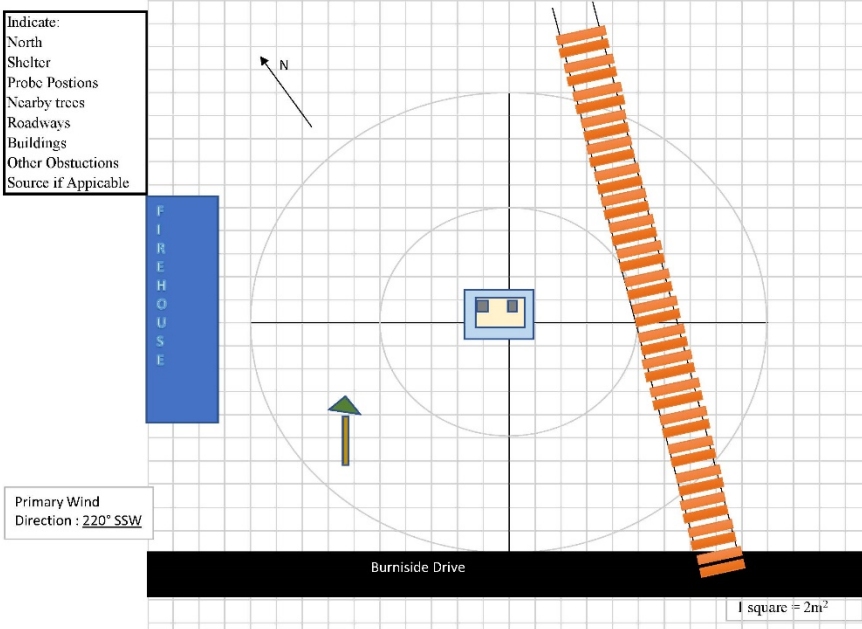 Indicate:
North
Shelter
Probe Postions
Nearby trees
Roadways
Buildings
Other Obstuctions
Source if Appicable
N
FIREHOUSE
Primary Wind
Direction : 220° SSW
Burniside Drive
1 square = 2m²